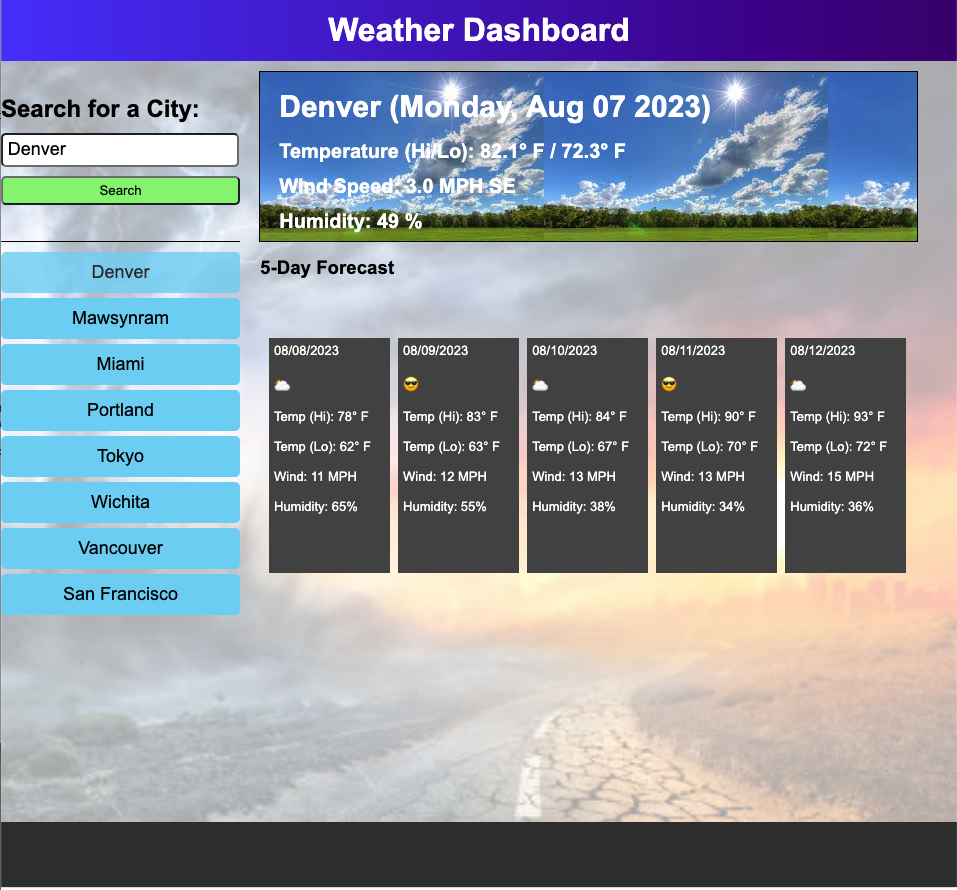 Weather Dashboard
Search for a City:
Denver
Search
Denver
Mawsynram
Miami
Portland
Tokyo
Wichita
Vancouver
San Francisco
Denver (Monday, Aug 07 2023)
Temperature (Hi/Lo): 82.1° F / 72.3° F
Wind Speed: 3.0 MPH SE
Humidity: 49 %
5-Day Forecast
08/08/2023
Temp (Hi): 78° F
Temp (Lo): 62° F
Wind: 11 MPH
Humidity: 65%
08/09/2023
Temp (Hi): 83° F
Temp (Lo): 63° F
Wind: 12 MPH
Humidity: 55%
08/10/2023
Temp (Hi): 84° F
Temp (Lo): 67° F
Wind: 13 MPH
Humidity: 38%
08/11/2023
Temp (Hi): 90° F
Temp (Lo): 70° F
Wind: 13 MPH
Humidity: 34%
08/12/2023
Temp (Hi): 93° F
Temp (Lo): 72° F
Wind: 15 MPH
Humidity: 36%